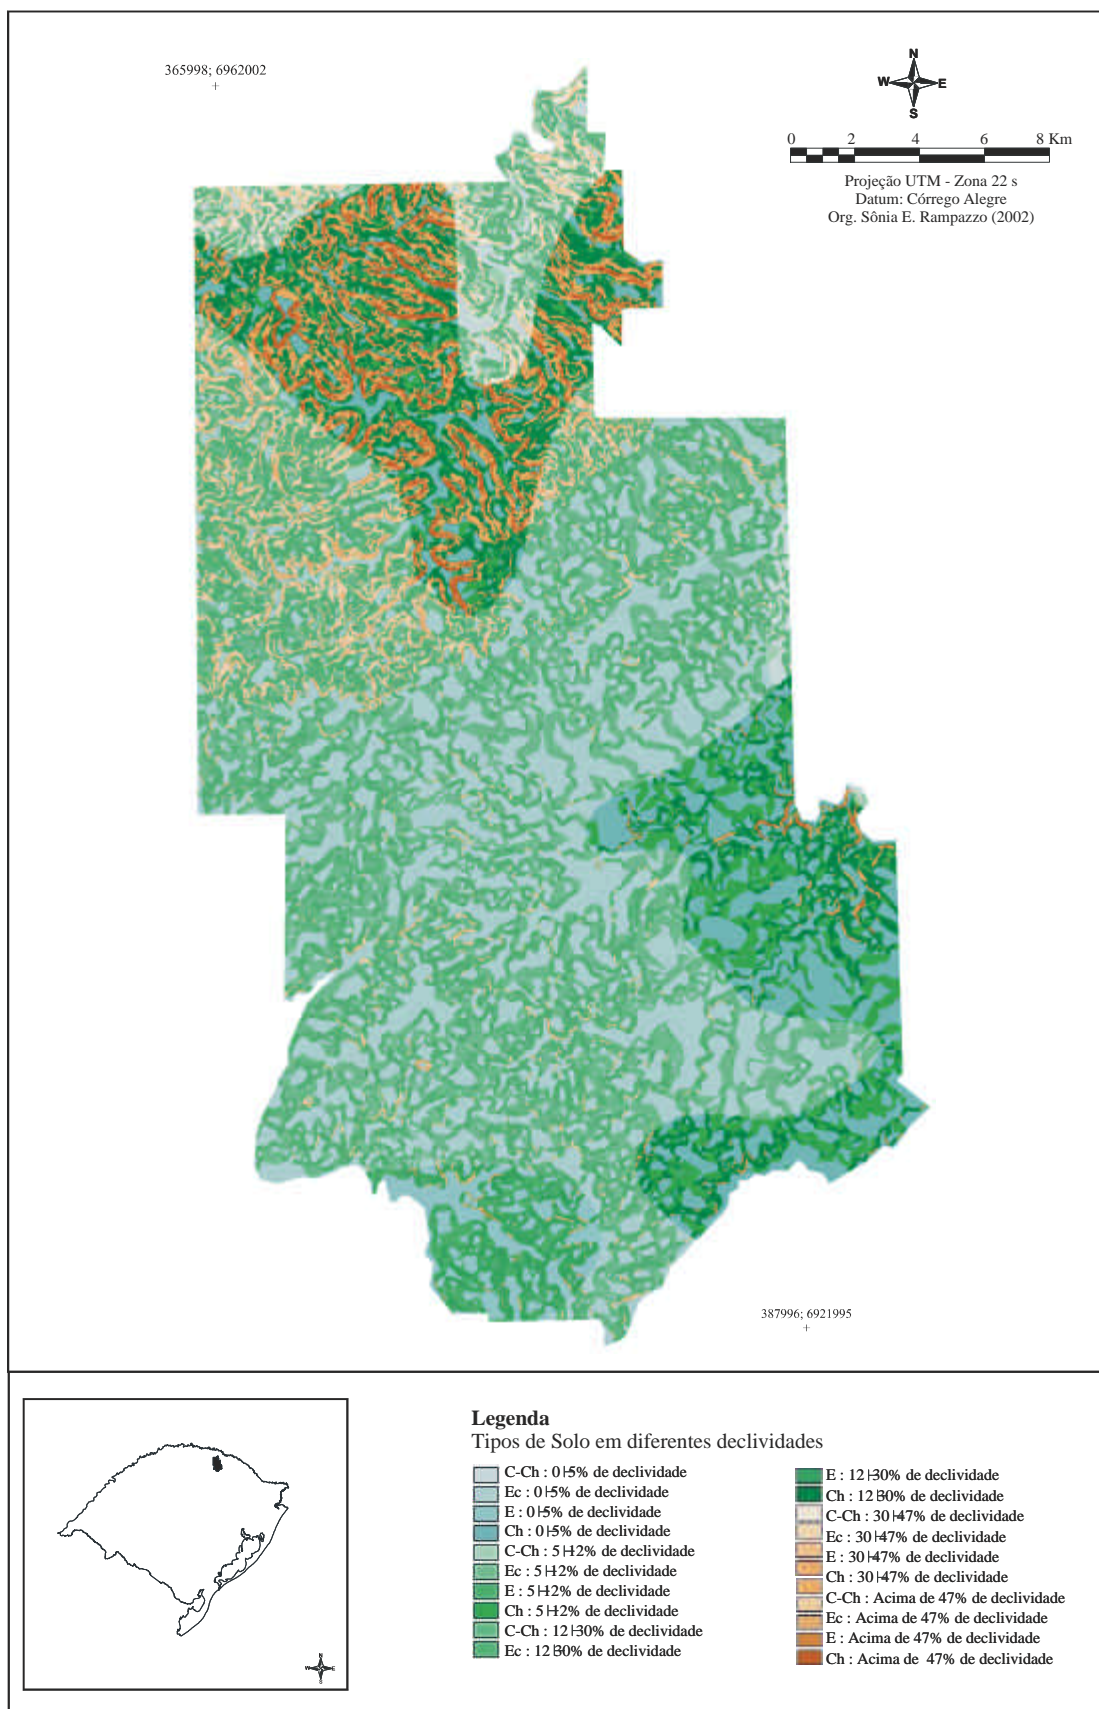 365998; 6962002
N
W E
S
0 2 4 6 8 Km
Projeção UTM - Zona 22 s
Datum: Córrego Alegre
Org. Sônia E. Rampazzo (2002)
387996; 6921995
Legenda
Tipos de Solo em diferentes declividades
C-Ch : 0⊢5% de declividade
Ec : 0⊢5% de declividade
E : 0⊢5% de declividade
Ch : 0⊢5% de declividade
C-Ch : 5⊢12% de declividade
Ec : 5⊢12% de declividade
E : 5⊢12% de declividade
Ch : 5⊢12% de declividade
C-Ch : 12⊢30% de declividade
Ec : 12⊢30% de declividade
E : 12⊢30% de declividade
Ch : 12⊢30% de declividade
C-Ch : 30⊢47% de declividade
Ec : 30⊢47% de declividade
E : 30⊢47% de declividade
Ch : 30⊢47% de declividade
C-Ch : Acima de 47% de declividade
Ec : Acima de 47% de declividade
E : Acima de 47% de declividade
Ch : Acima de 47% de declividade
N
W E
S